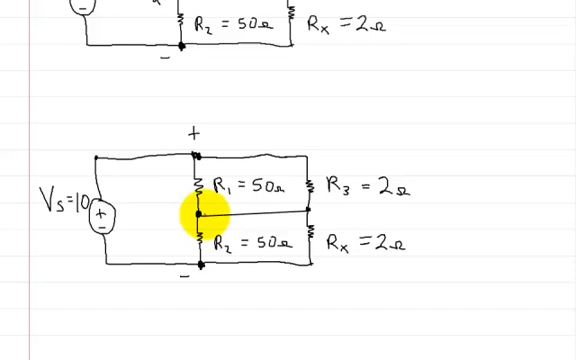 R₂ = 50Ω Rₓ = 2Ω
−
+
R₁ = 50Ω R₃ = 2Ω
Vs=10
+
−
R₂ = 50Ω Rₓ = 2Ω
−